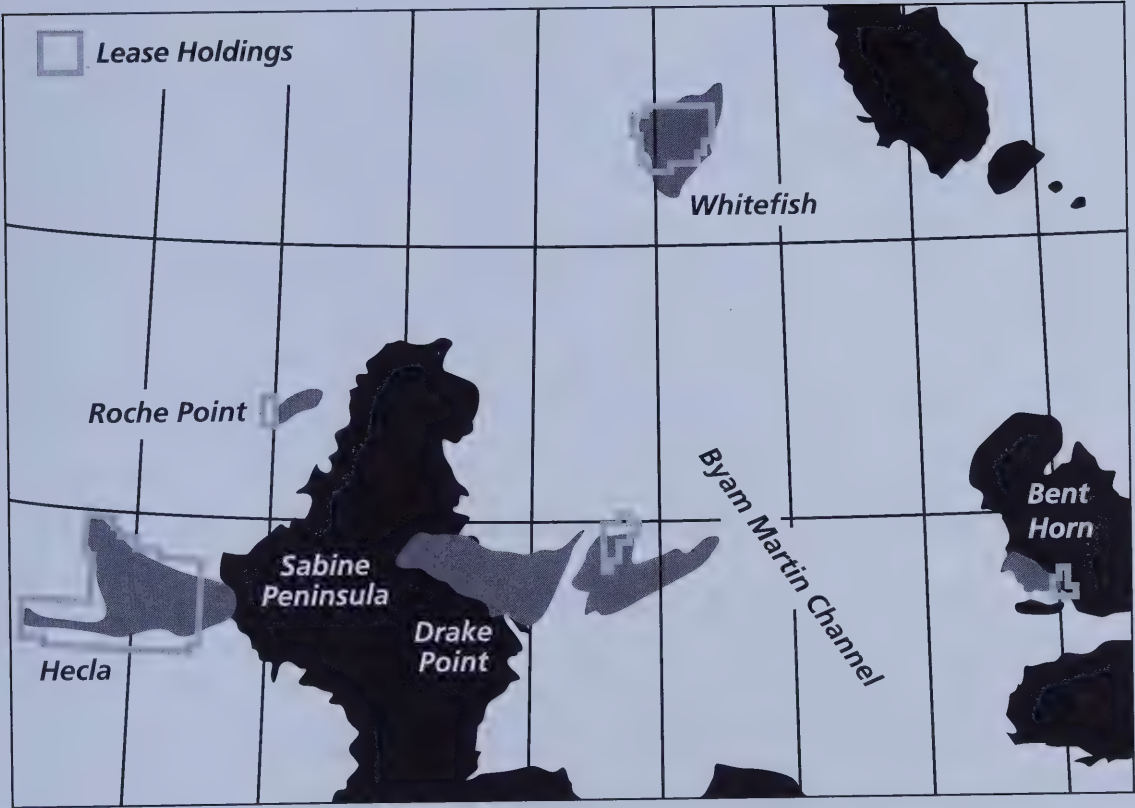 Lease Holdings
Whitefish
Roche Point
Byam Martin Channel
Bent
Horn
Sabine
Peninsula
Drake
Point
Hecla